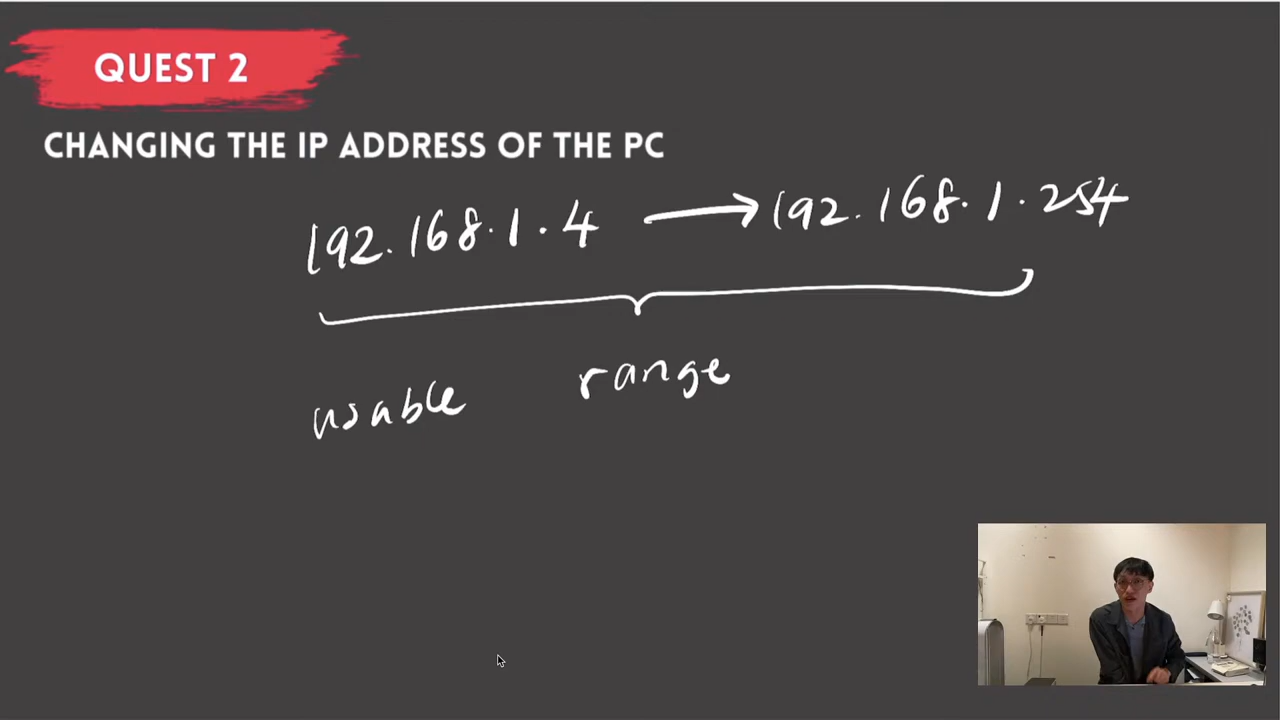 QUEST 2
CHANGING THE IP ADDRESS OF THE PC
192.168.1.4 → 192.168.1.254
usable range